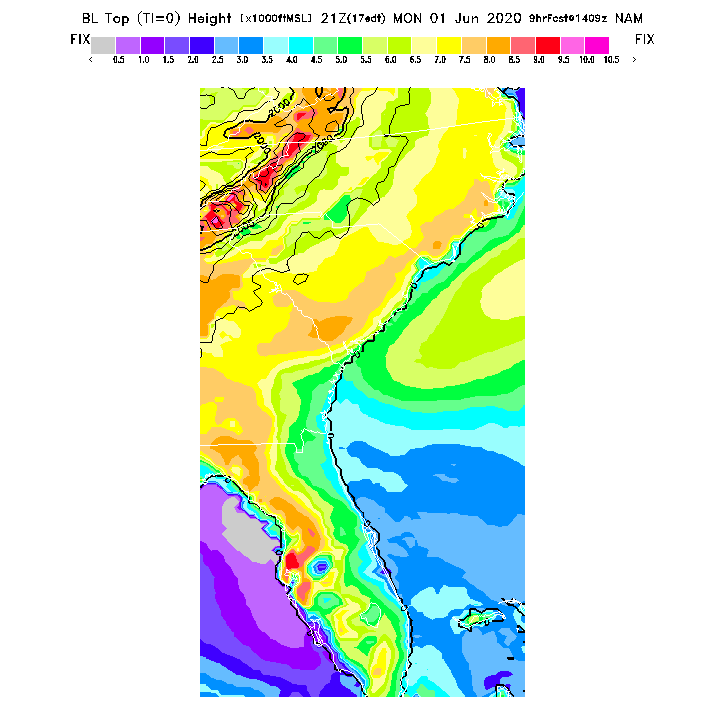 BL Top (TI=0) Height [x1000ftMSL] 21Z(17edt) MON 01 Jun 2020 9hrFcst@1409z NAM
FIX FIX
< 0.5 1.0 1.5 2.0 2.5 3.0 3.5 4.0 4.5 5.0 5.5 6.0 6.5 7.0 7.5 8.0 8.5 9.0 9.5 10.0 10.5 >
2000
2000
2000